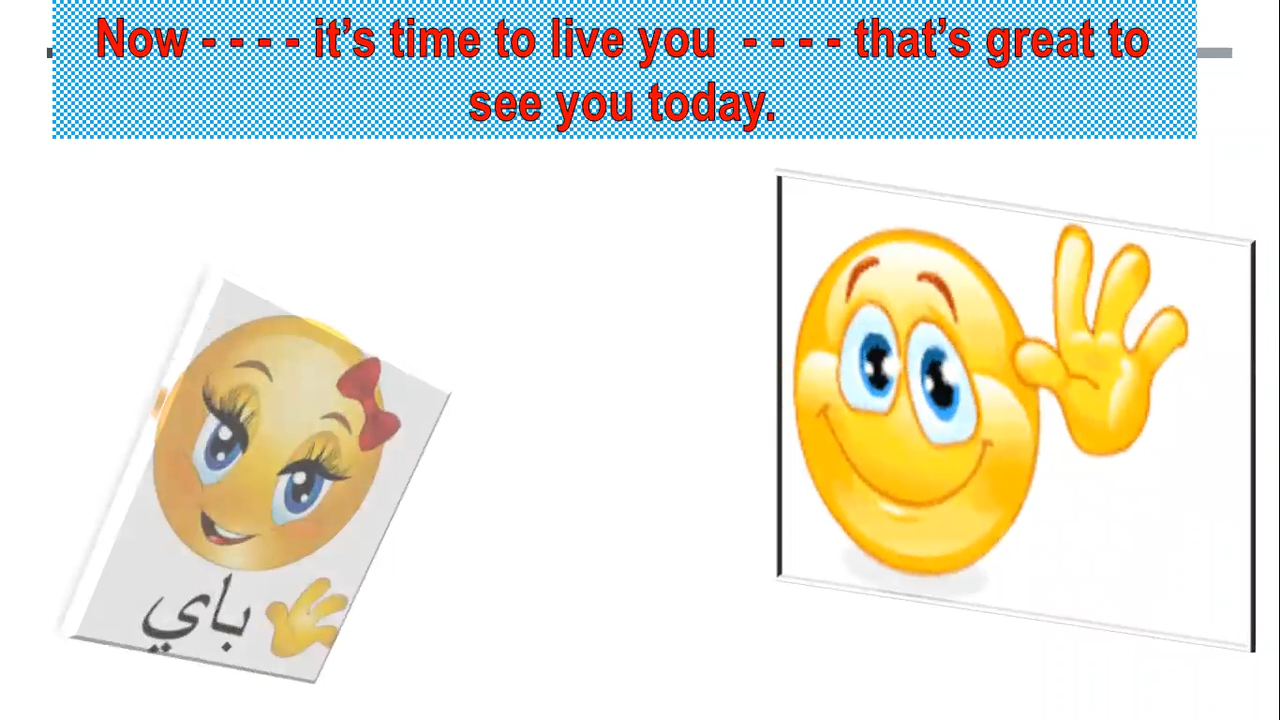 Now - - - - it’s time to live you - - - - that’s great to
see you today.
باي